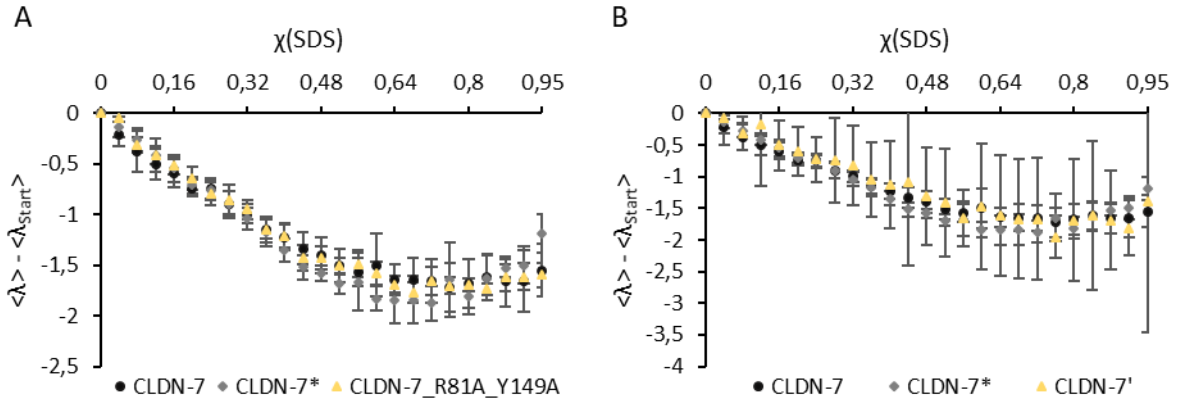 A
χ(SDS)
0 0,16 0,32 0,48 0,64 0,8 0,95
0
-0,5
-1
-1,5
-2
-2,5
<λ> - <λStart>
CLDN-7 CLDN-7* CLDN-7_R81A_Y149A
B
χ(SDS)
0 0,16 0,32 0,48 0,64 0,8 0,95
0
-0,5
-1
-1,5
-2
-2,5
-3
-3,5
-4
<λ> - <λStart>
CLDN-7 CLDN-7* CLDN-7'